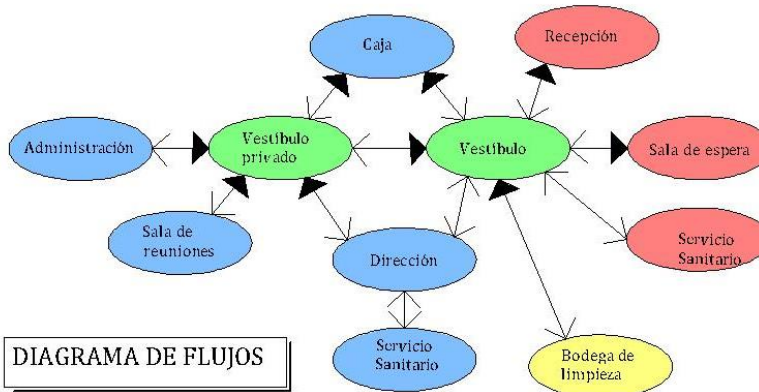 Caja
Recepción
Administración
Vestíbulo
privado
Vestíbulo
Sala de espera
Sala de
reuniones
Dirección
Servicio
Sanitario
Servicio
Sanitario
Bodega de
limpieza
DIAGRAMA DE FLUJOS